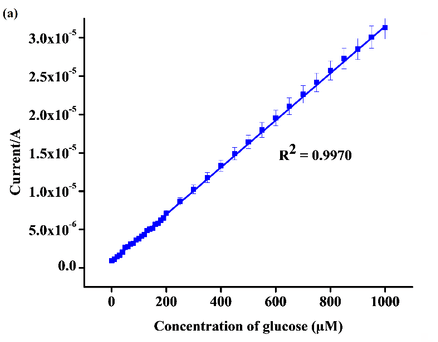 (a)
Current/A
3.0x10⁻⁵
2.5x10⁻⁵
2.0x10⁻⁵
1.5x10⁻⁵
1.0x10⁻⁵
5.0x10⁻⁶
0.0
R² = 0.9970
0 200 400 600 800 1000
Concentration of glucose (μM)